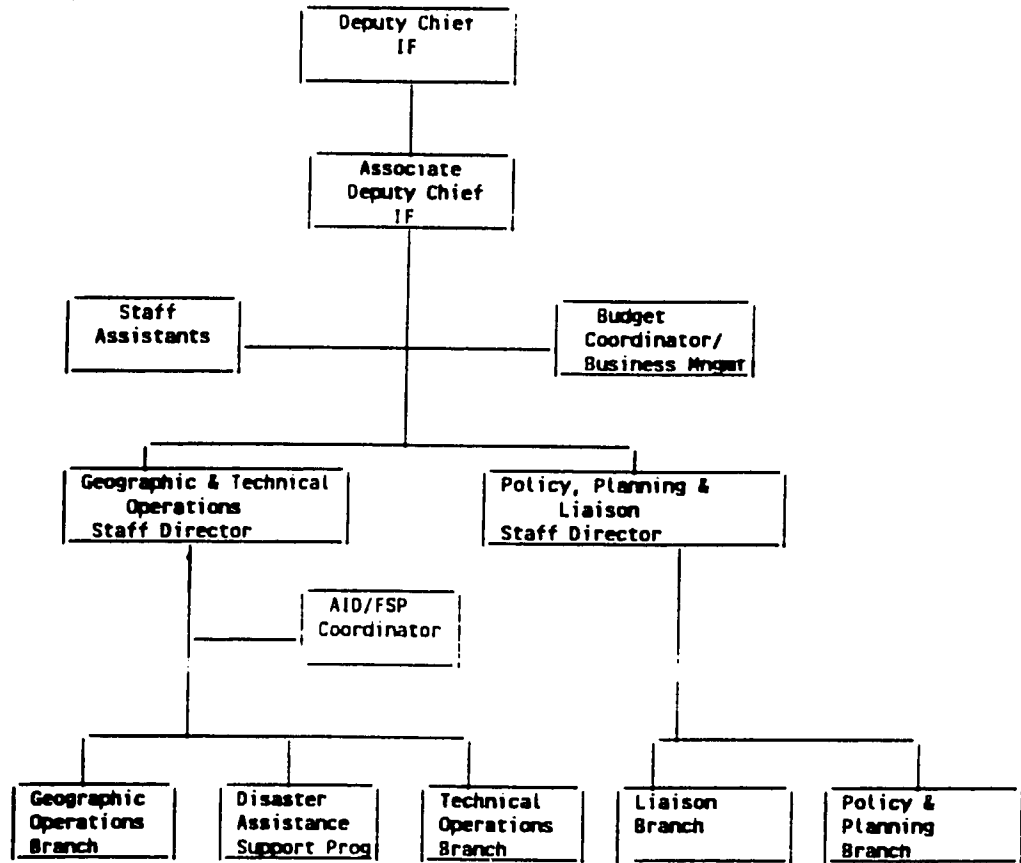 Deputy Chief
IF
Associate
Deputy Chief
IF
Staff
Assistants
Budget
Coordinator/
Business Mngmt
Geographic & Technical
Operations
Staff Director
Policy, Planning &
Liaison
Staff Director
AID/FSP
Coordinator
Geographic
Operations
Branch
Disaster
Assistance
Support Prog
Technical
Operations
Branch
Liaison
Branch
Policy &
Planning
Branch